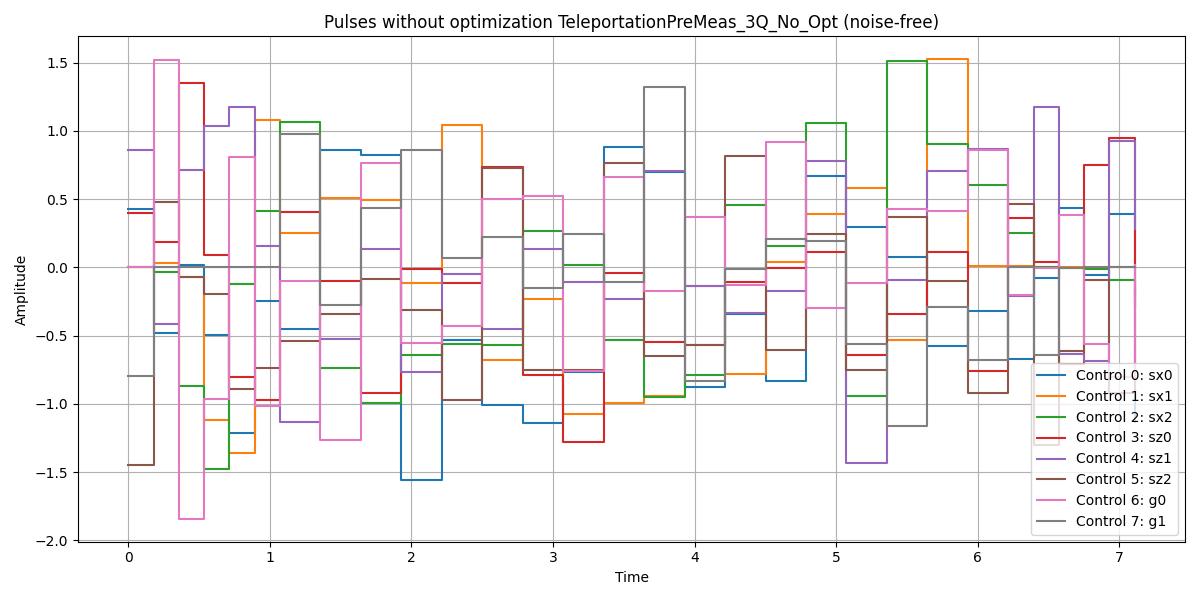 Pulses without optimization TeleportationPreMeas_3Q_No_Opt (noise-free)
Amplitude
1.5
1.0
0.5
0.0
−0.5
−1.0
−1.5
−2.0
Control 0: sx0
Control 1: sx1
Control 2: sx2
Control 3: sz0
Control 4: sz1
Control 5: sz2
Control 6: g0
Control 7: g1
0 1 2 3 4 5 6 7
Time